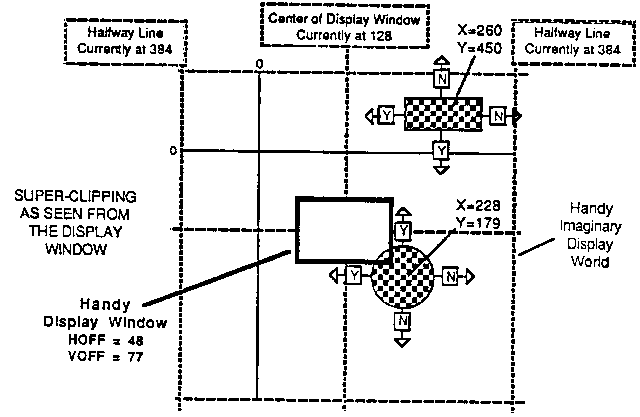 Halfway Line
Currently at 384
Center of Display Window
Currently at 128
X=260
Y=450
Halfway Line
Currently at 384
0
N
Y
N
0
Y
SUPER-CLIPPING
AS SEEN FROM
THE DISPLAY
WINDOW
X=228
Y=179
Y
Handy
Imaginary
Display
World
Y
N
N
Handy
Display Window
HOFF = 48
VOFF = 77